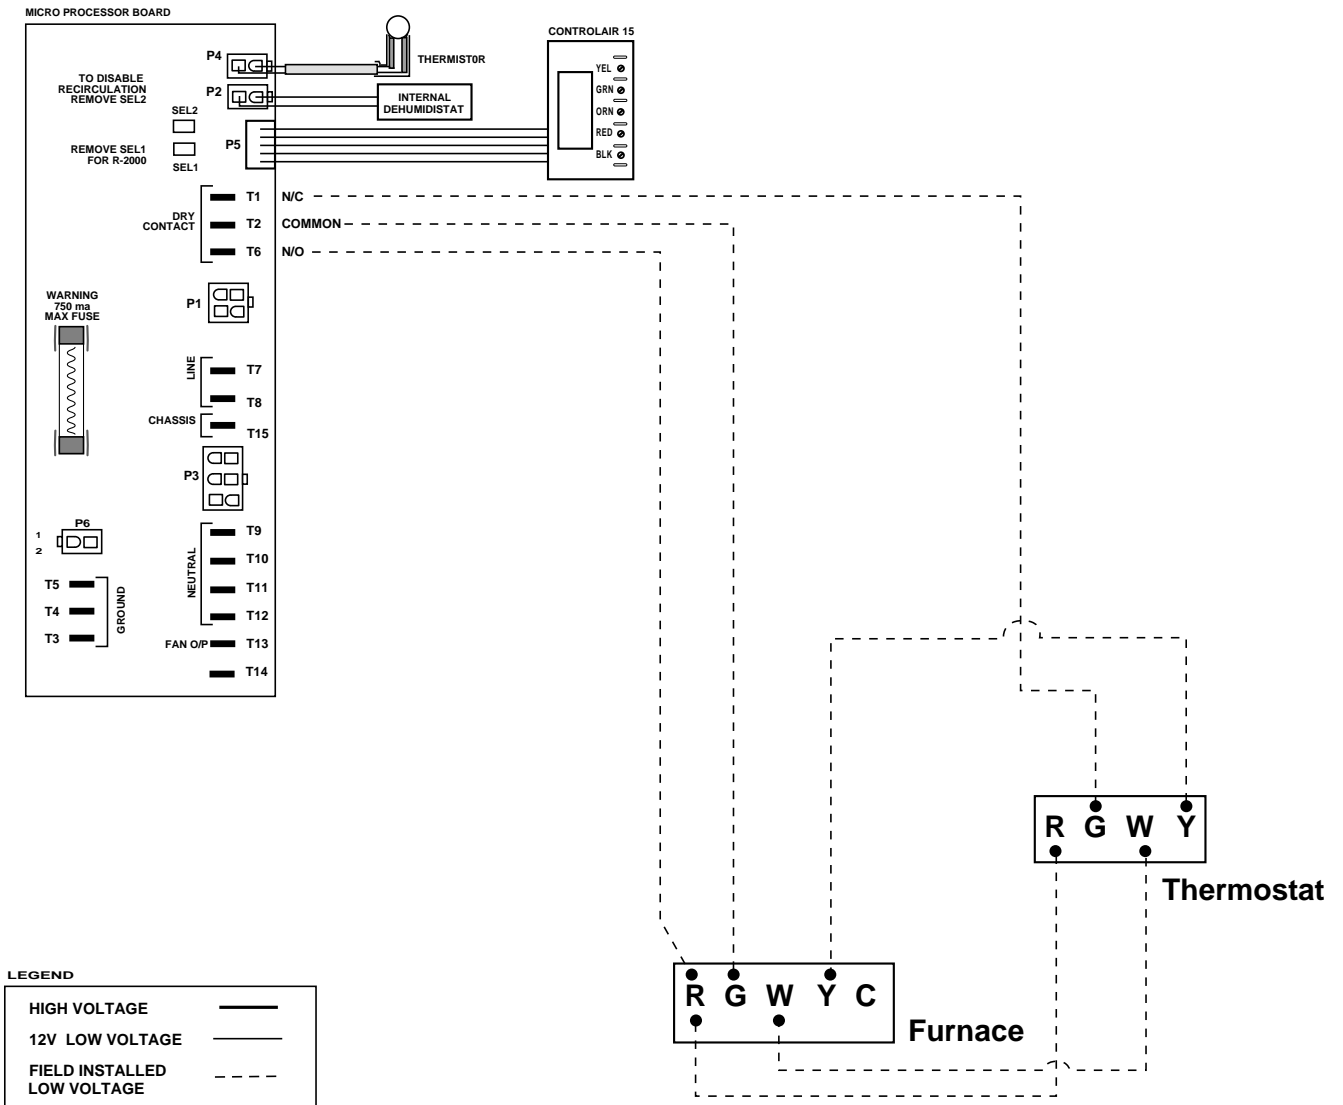 MICRO PROCESSOR BOARD
P4
THERMIST0R
CONTROLAIR 15
TO DISABLE
RECIRCULATION
REMOVE SEL2
P2
INTERNAL
DEHUMIDISTAT
YEL
GRN
ORN
RED
BLK
SEL2
REMOVE SEL1
FOR R-2000
SEL1
P5
DRY
CONTACT
T1 N/C
T2 COMMON
T6 N/O
WARNING
750 ma
MAX FUSE
P1
LINE
T7
T8
CHASSIS
T15
P3
P6
1
2
NEUTRAL
T9
T10
T11
T12
T5
T4
T3
GROUND
FAN O/P
T13
T14
R G W Y
Thermostat
R G W Y C
Furnace
LEGEND
HIGH VOLTAGE
12V LOW VOLTAGE
FIELD INSTALLED
LOW VOLTAGE